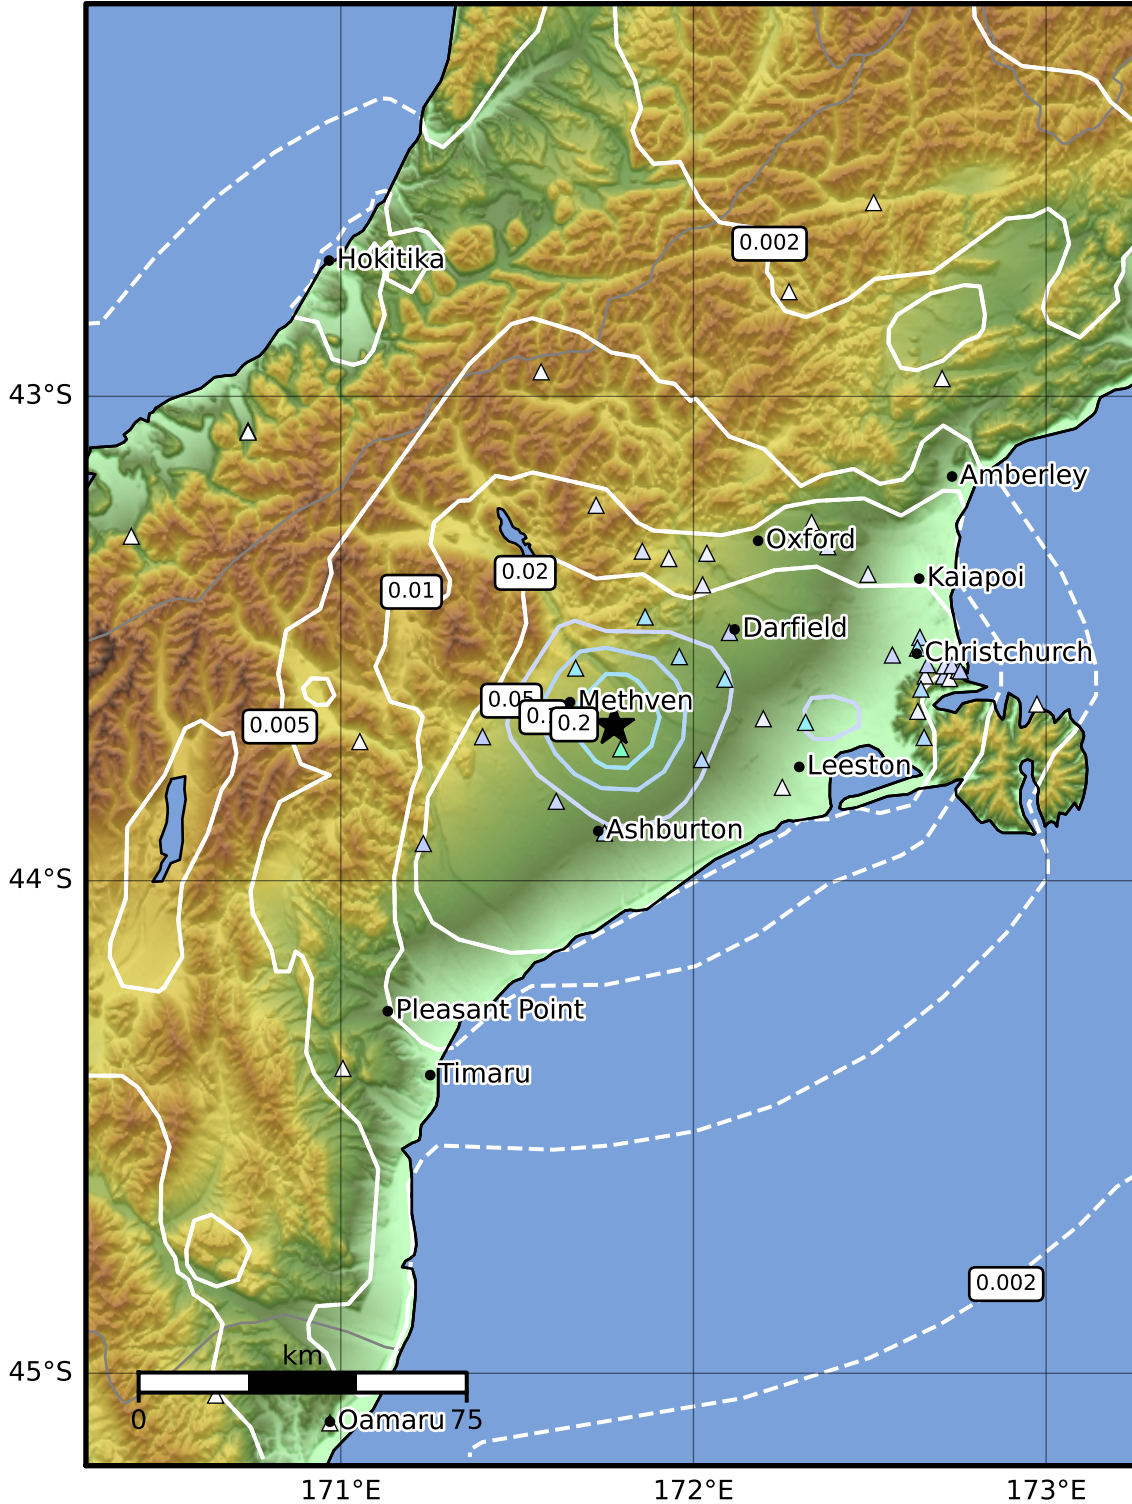 0.002
Hokitika
43°S
Amberley
Oxford
0.02
Kaiapoi
0.01
Darfield
Christchurch
0.05
Methven
0.2
0.005
Leeston
Ashburton
44°S
Pleasant Point
Timaru
0.002
km
45°S
0
75
Oamaru
171°E
172°E
173°E